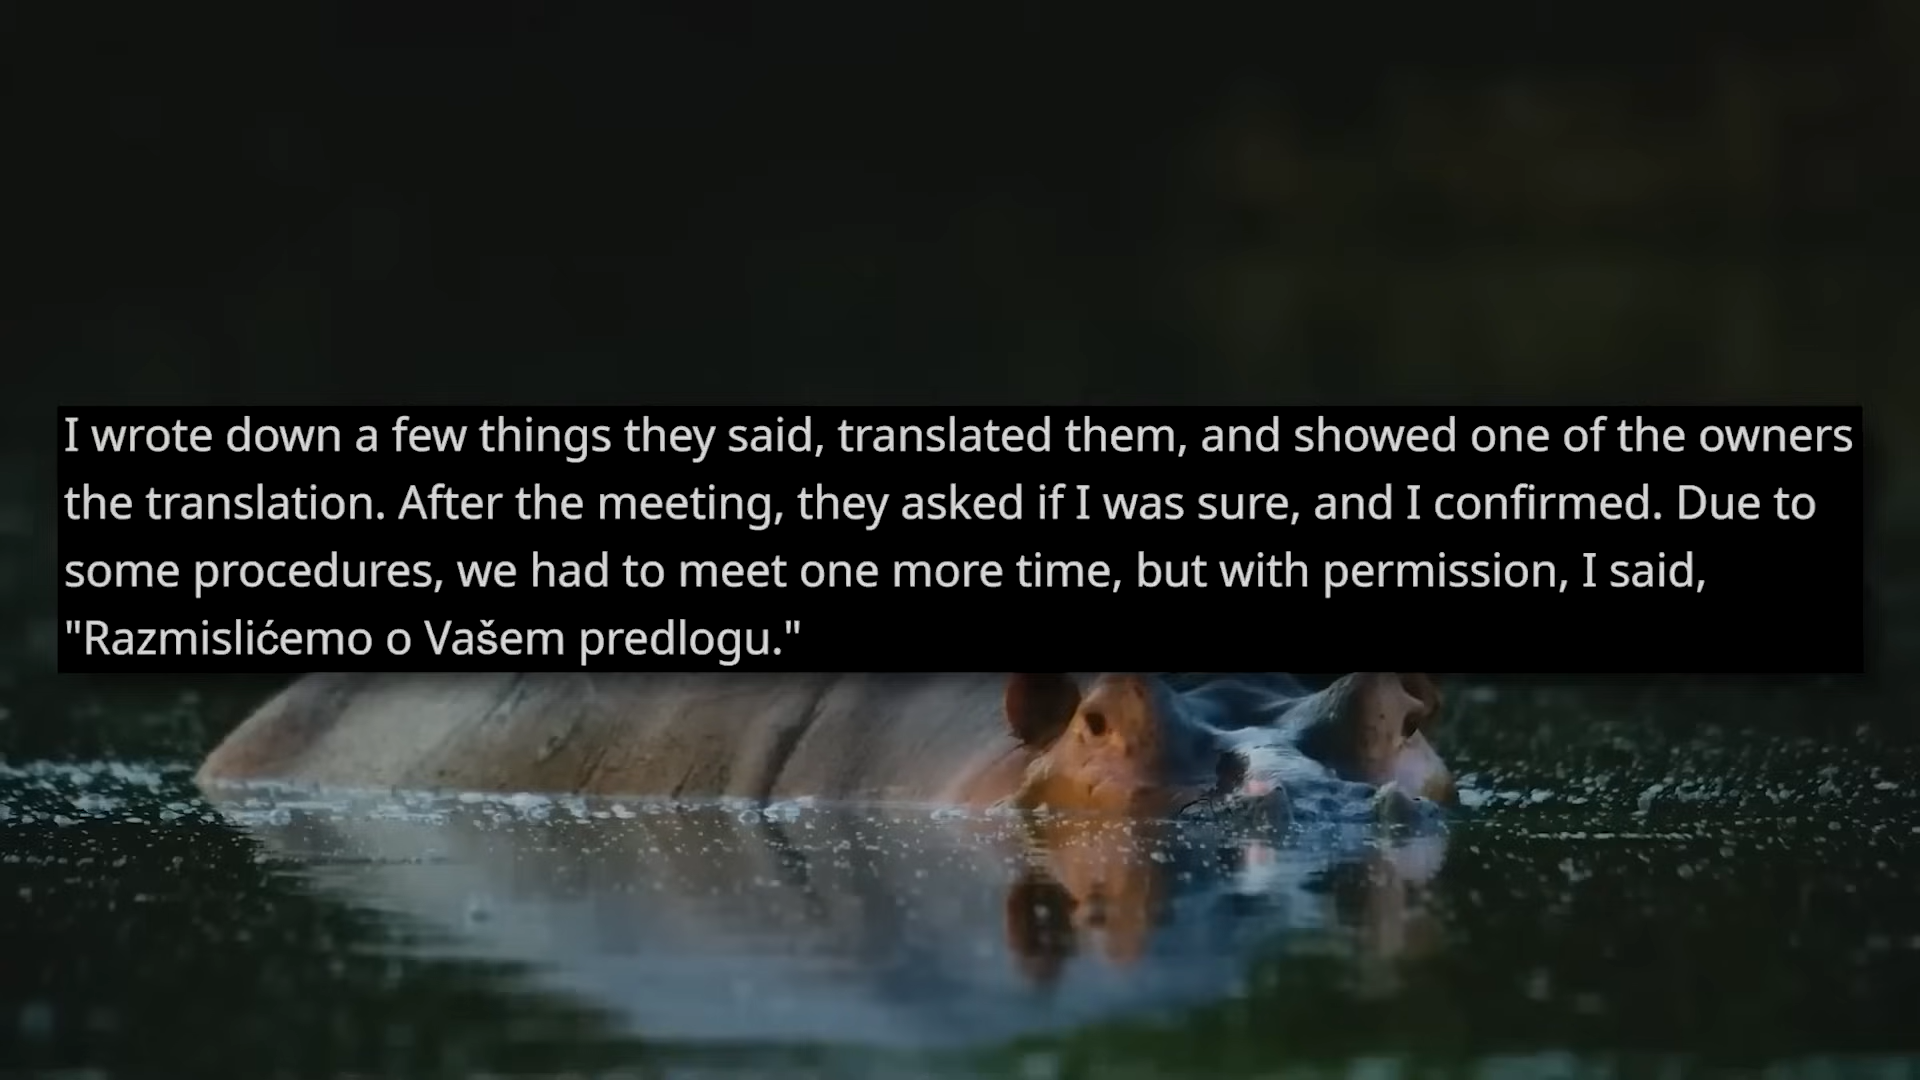 I wrote down a few things they said, translated them, and showed one of the owners
the translation. After the meeting, they asked if I was sure, and I confirmed. Due to
some procedures, we had to meet one more time, but with permission, I said,
"Razmislićemo o Vašem predlogu."